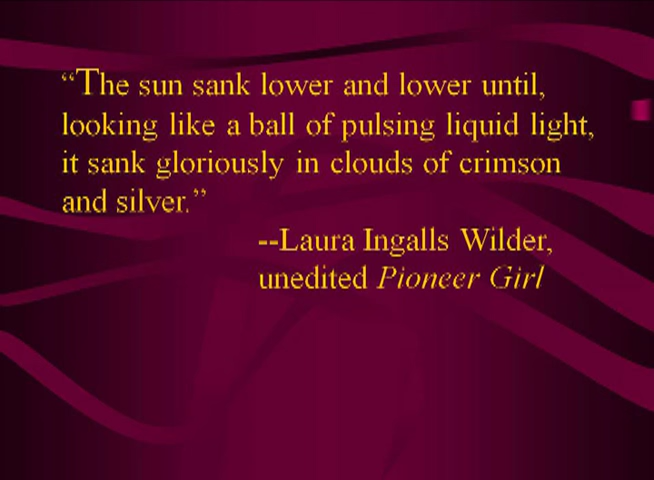 “The sun sank lower and lower until,
looking like a ball of pulsing liquid light,
it sank gloriously in clouds of crimson
and silver.”
--Laura Ingalls Wilder,
unedited Pioneer Girl